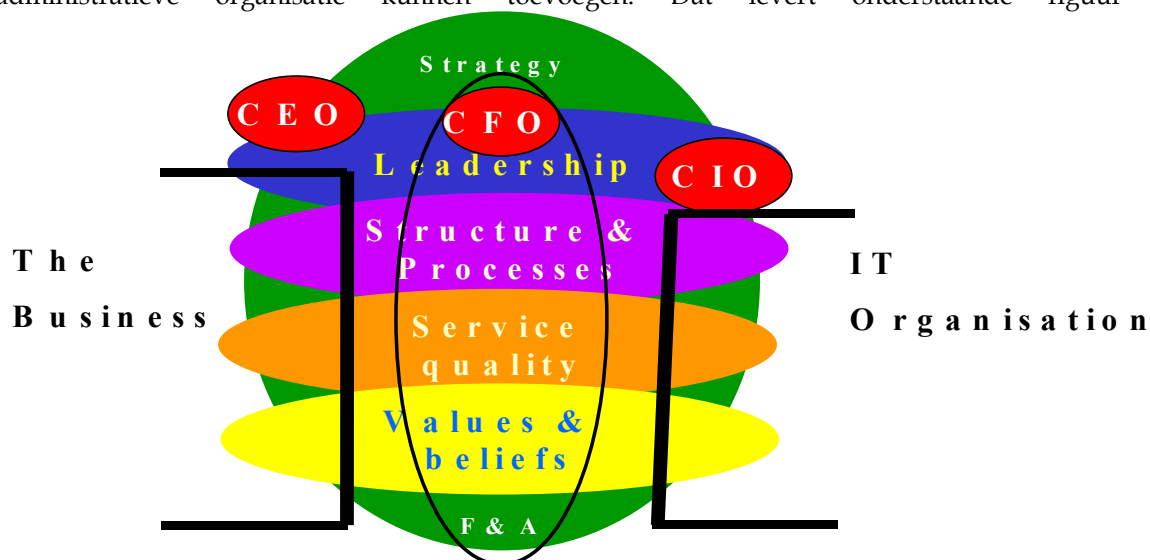 administratieve organisatie kunnen toevoegen. Dat levert onderstaande figuur
Strategy
CEO
CFO
Leadership
CIO
Structure &
Processes
The
Business
IT
Organisation
Service
quality
Values &
beliefs
F & A